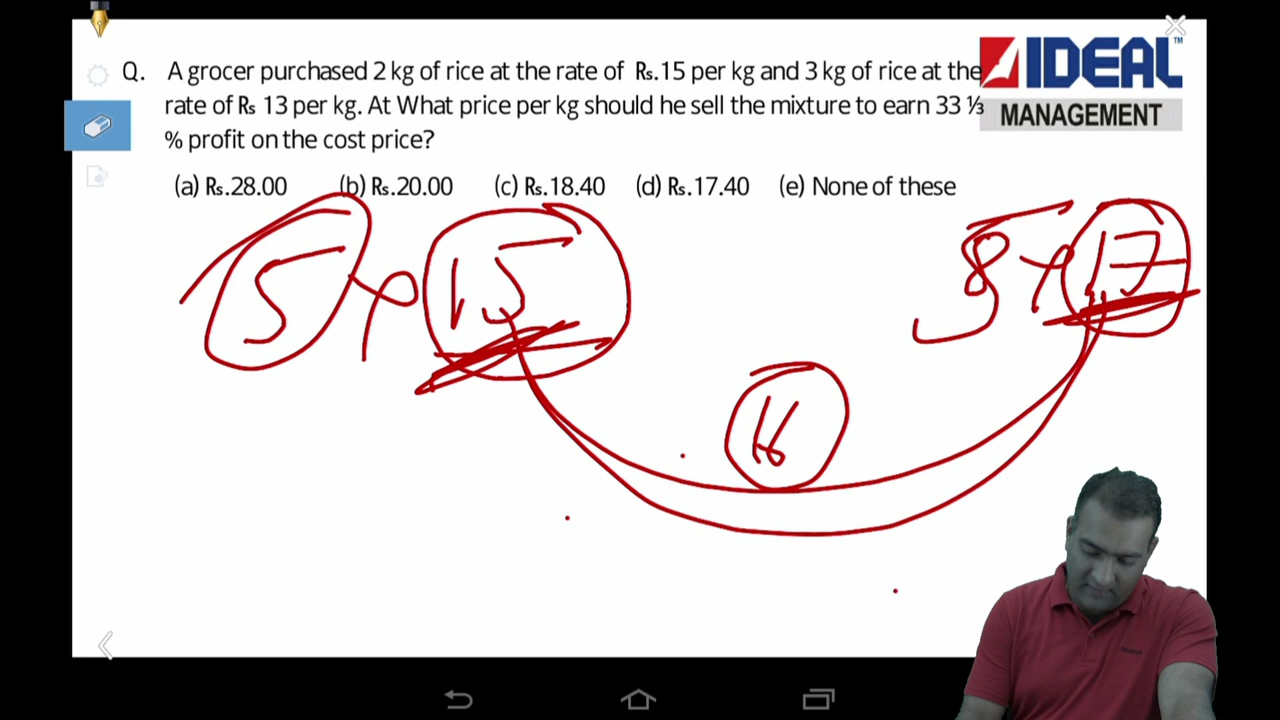 Q. A grocer purchased 2 kg of rice at the rate of Rs.15 per kg and 3 kg of rice at the
rate of Rs 13 per kg. At What price per kg should he sell the mixture to earn 33 ⅓
% profit on the cost price?
(a) Rs.28.00 (b) Rs.20.00 (c) Rs.18.40 (d) Rs.17.40 (e) None of these
IDEAL™
MANAGEMENT
5 x 15
17
16